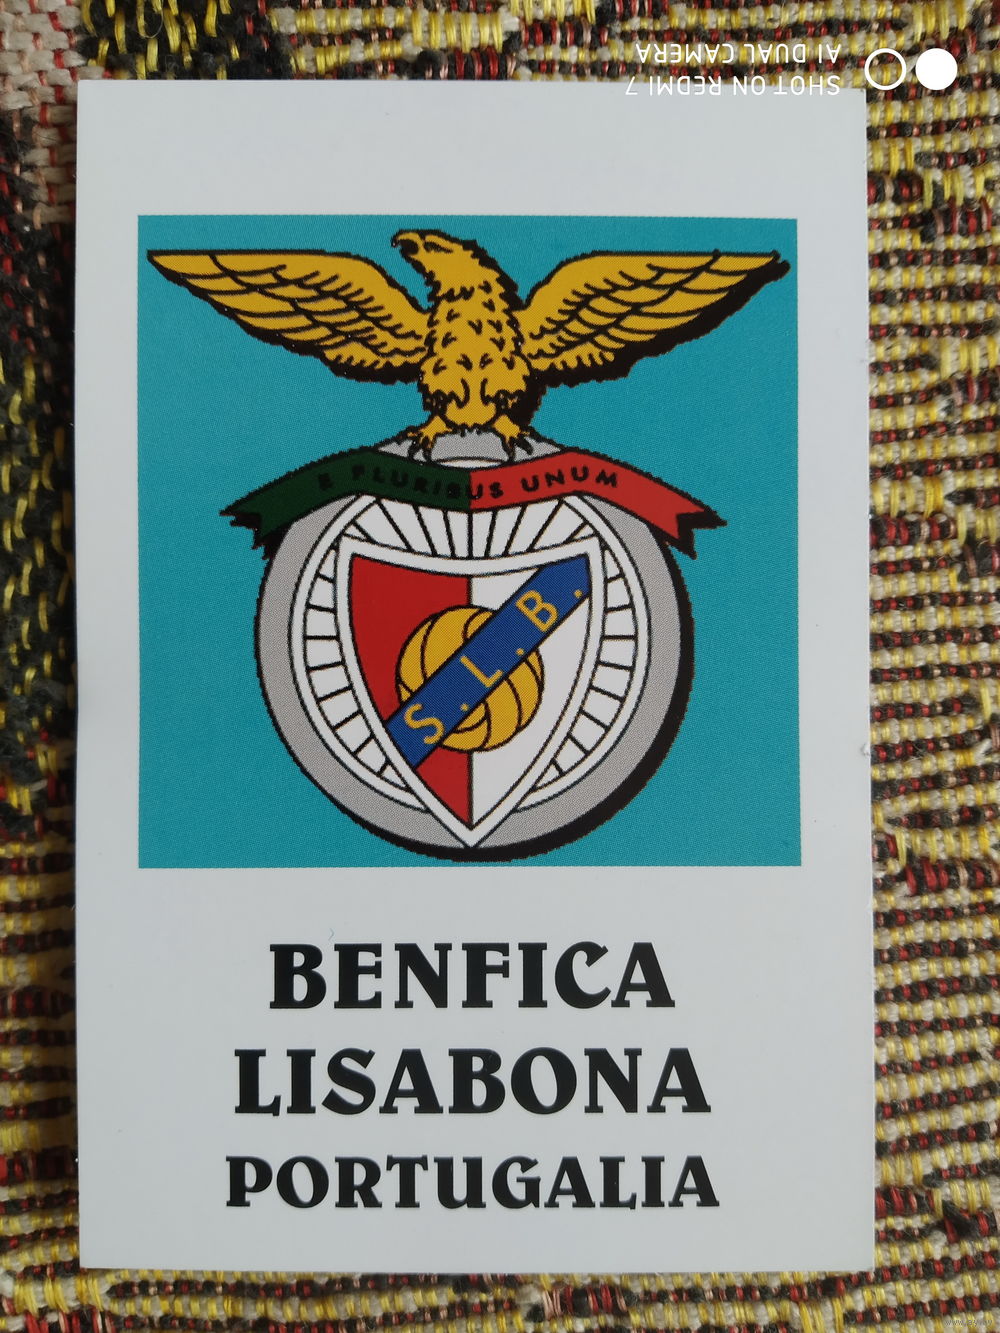 SHOT ON REDMI 7
AI DUAL CAMERA
E PLURIBUS UNUM
S.L.B.
BENFICA
LISABONA
PORTUGALIA